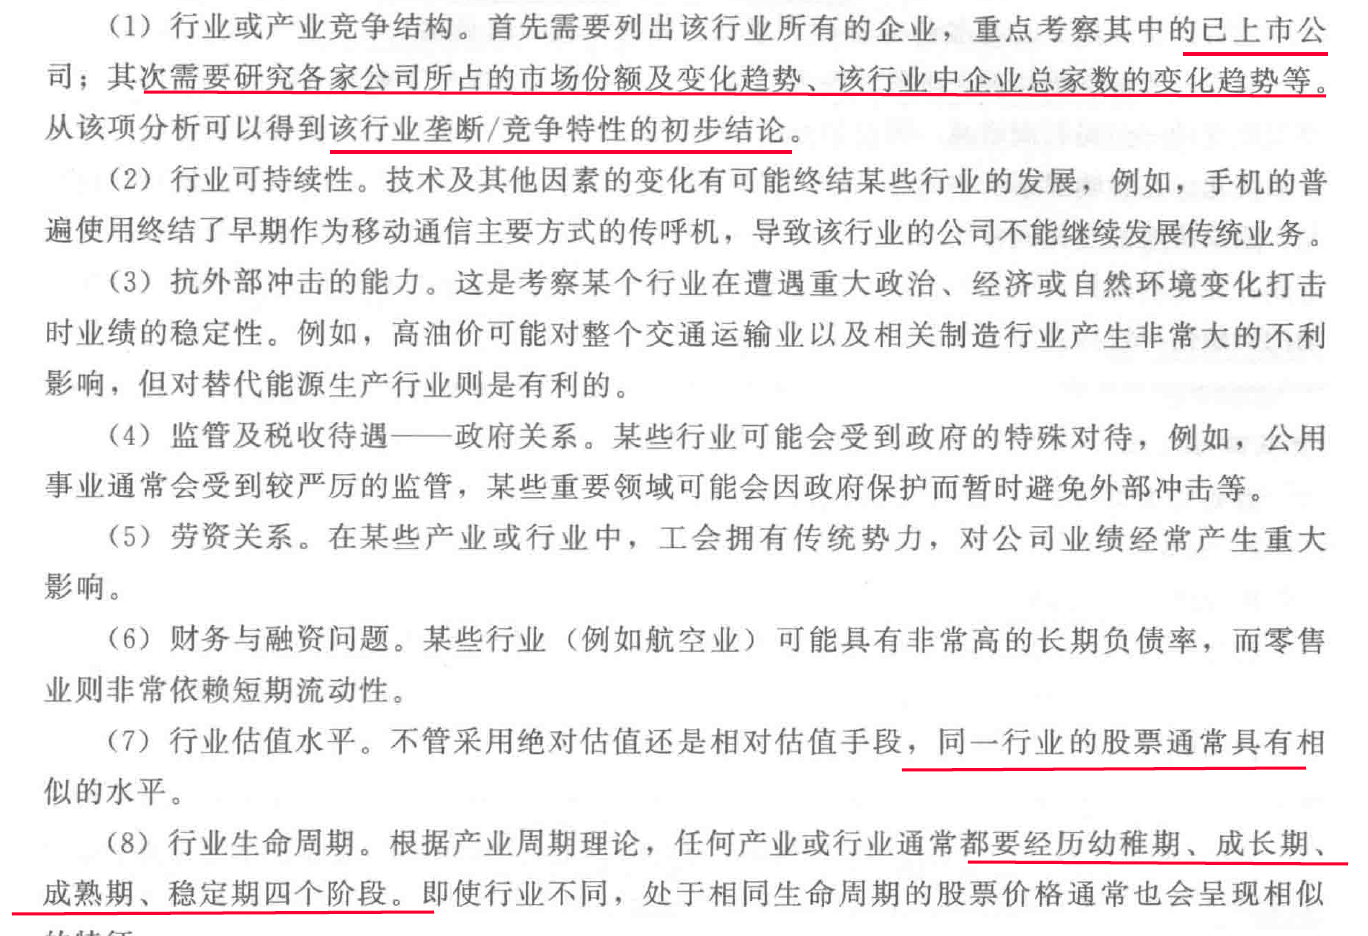 （1）行业或产业竞争结构。首先需要列出该行业所有的企业，重点考察其中的已上市公
司；其次需要研究各家公司所占的市场份额及变化趋势、该行业中企业总家数的变化趋势等。
从该项分析可以得到该行业垄断/竞争特性的初步结论。
（2）行业可持续性。技术及其他因素的变化有可能终结某些行业的发展，例如，手机的普
遍使用终结了早期作为移动通信主要方式的传呼机，导致该行业的公司不能继续发展传统业务。
（3）抗外部冲击的能力。这是考察某个行业在遭遇重大政治、经济或自然环境变化打击
时业绩的稳定性。例如，高油价可能对整个交通运输业以及相关制造行业产生非常大的不利
影响，但对替代能源生产行业则是有利的。
（4）监管及税收待遇——政府关系。某些行业可能会受到政府的特殊对待，例如，公用
事业通常会受到较严厉的监管，某些重要领域可能会因政府保护而暂时避免外部冲击等。
（5）劳资关系。在某些产业或行业中，工会拥有传统势力，对公司业绩经常产生重大
影响。
（6）财务与融资问题。某些行业（例如航空业）可能具有非常高的长期负债率，而零售
业则非常依赖短期流动性。
（7）行业估值水平。不管采用绝对估值还是相对估值手段，同一行业的股票通常具有相
似的水平。
（8）行业生命周期。根据产业周期理论，任何产业或行业通常都要经历幼稚期、成长期、
成熟期、稳定期四个阶段。即使行业不同，处于相同生命周期的股票价格通常也会呈现相似